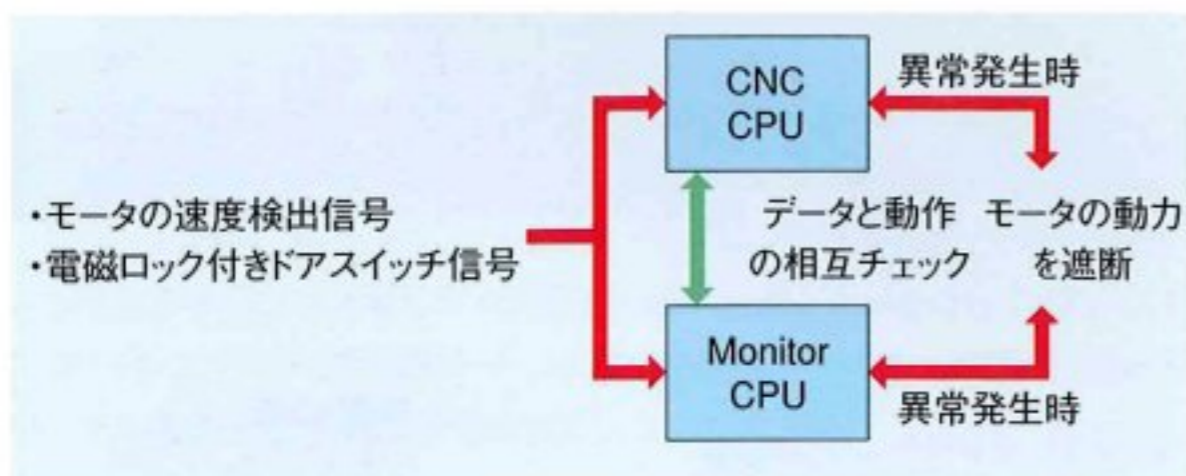 CNC
CPU
異常発生時
・モータの速度検出信号
・電磁ロック付きドアスイッチ信号
データと動作
の相互チェック
モータの動力
を遮断
Monitor
CPU
異常発生時